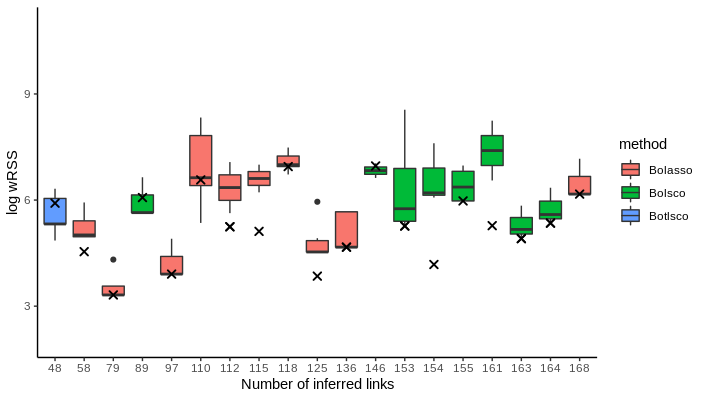 log wRSS
9
6
3
48 58 79 89 97 110 112 115 118 125 136 146 153 154 155 161 163 164 168
Number of inferred links
method
Bolasso
Bolsco
Botlsco